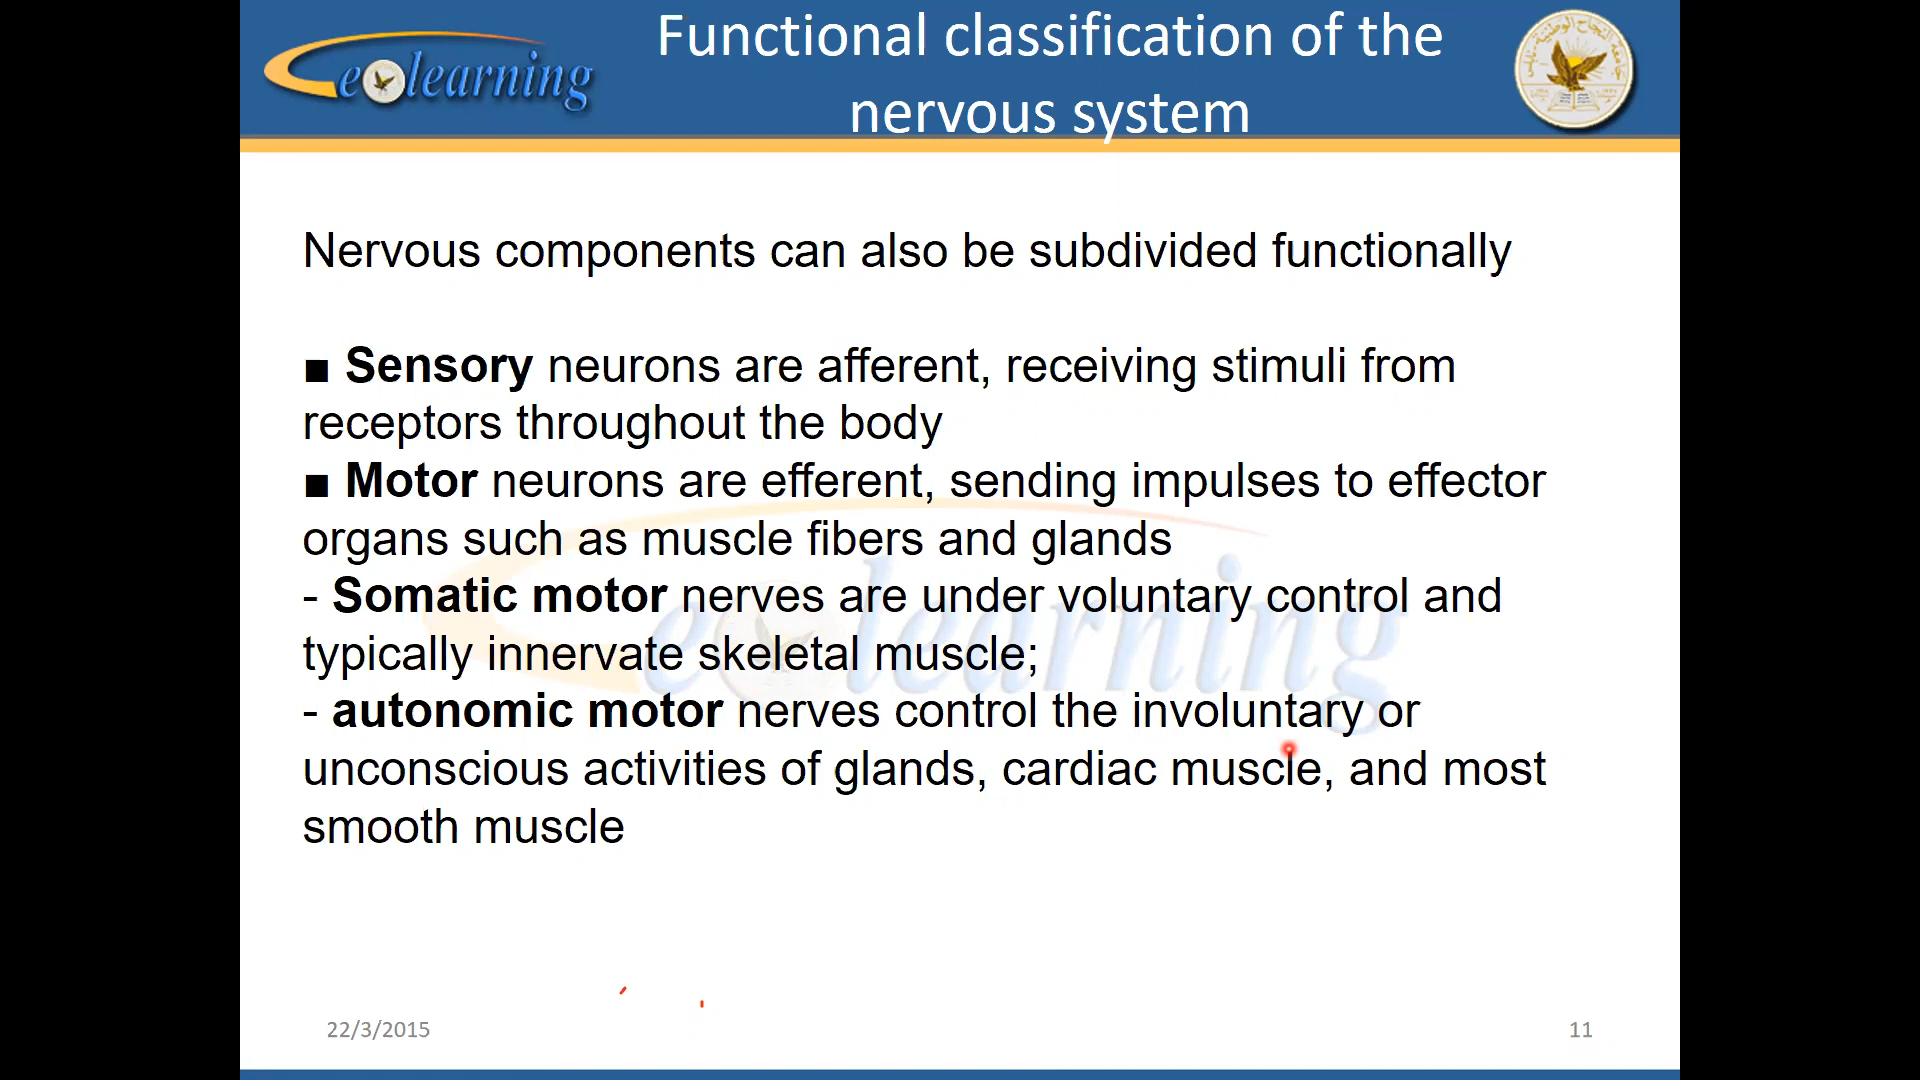 Functional classification of the
nervous system
elearning
Nervous components can also be subdivided functionally
■ Sensory neurons are afferent, receiving stimuli from
receptors throughout the body
■ Motor neurons are efferent, sending impulses to effector
organs such as muscle fibers and glands
- Somatic motor nerves are under voluntary control and
typically innervate skeletal muscle;
- autonomic motor nerves control the involuntary or
unconscious activities of glands, cardiac muscle, and most
smooth muscle
elearning
22/3/2015
11